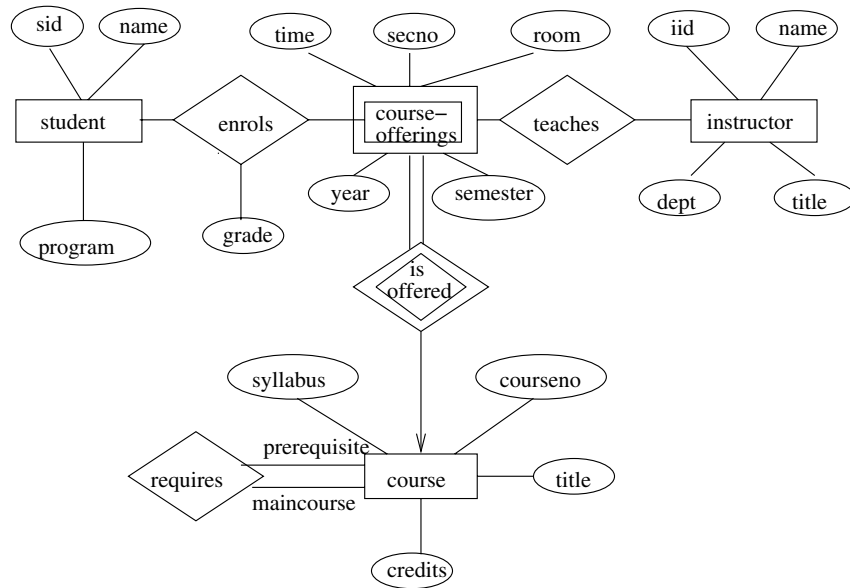 sid
name
time
secno
room
iid
name
student
enrols
course–
offerings
teaches
instructor
year
semester
dept
title
program
grade
is
offered
syllabus
courseno
prerequisite
requires
course
title
maincourse
credits